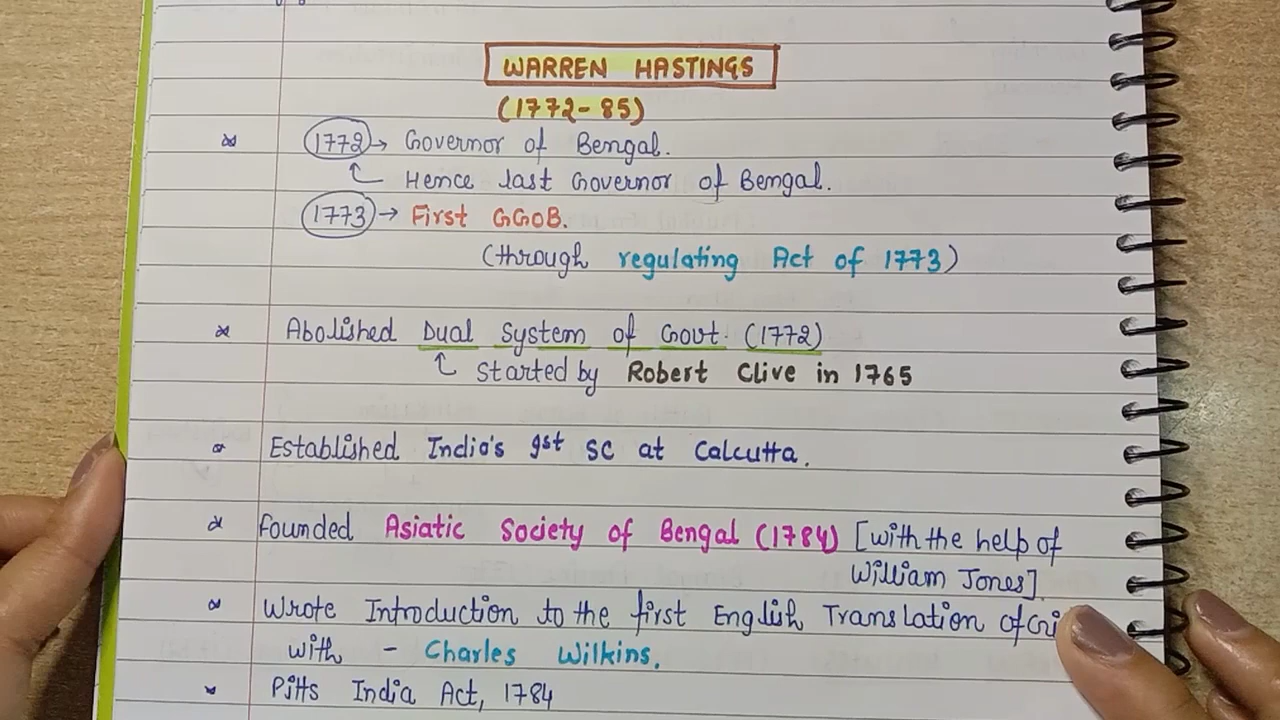 WARREN HASTINGS
(1772-85)
1772 → Governor of Bengal.
Hence last Governor of Bengal.
1773 → First GGOB.
(through regulating Act of 1773)
Abolished Dual System of Govt. (1772)
Started by Robert Clive in 1765
Established India's 1st SC at Calcutta.
Founded Asiatic Society of Bengal (1784) [with the help of
William Jones].
Wrote Introduction to the first English Translation of
with - Charles Wilkins.
Pitts India Act, 1784